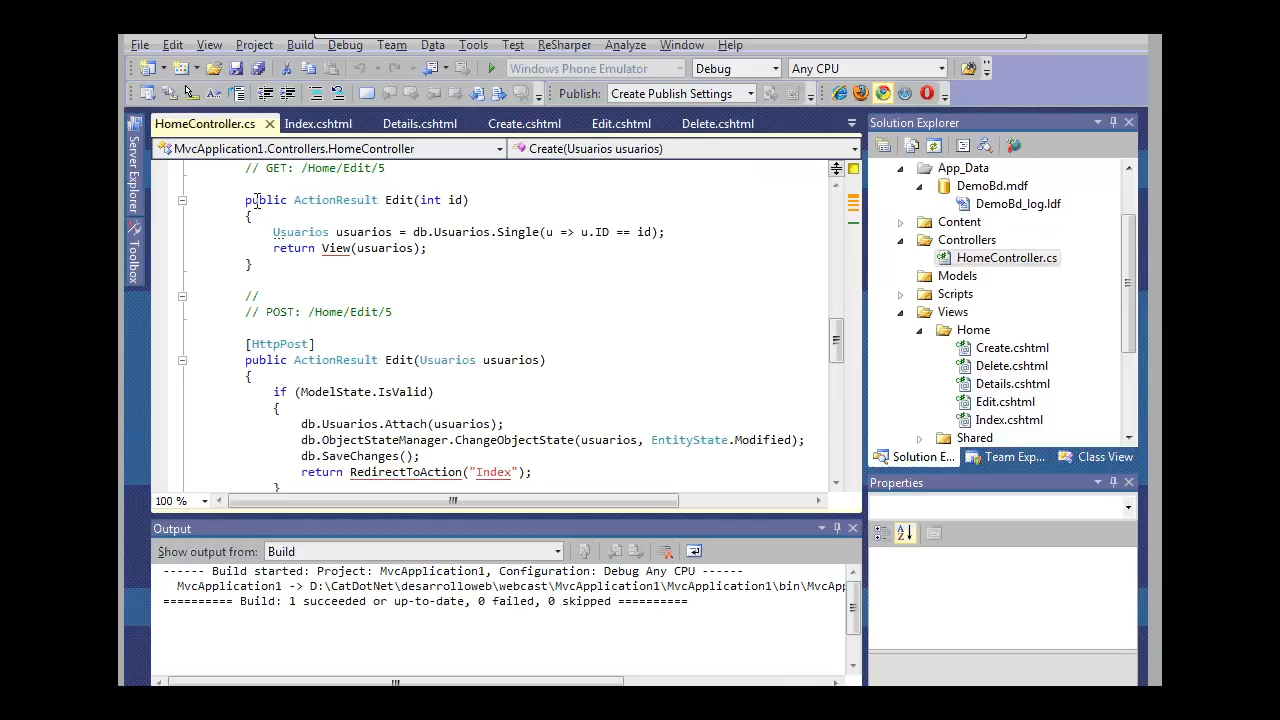 File Edit View Project Build Debug Team Data Tools Test ReSharper Analyze Window Help
Windows Phone Emulator Debug Any CPU
Publish: Create Publish Settings
HomeController.cs Index.cshtml Details.cshtml Create.cshtml Edit.cshtml Delete.cshtml
MvcApplication1.Controllers.HomeController Create(Usuarios usuarios)
// GET: /Home/Edit/5
public ActionResult Edit(int id)
{
Usuarios usuarios = db.Usuarios.Single(u => u.ID == id);
return View(usuarios);
}
//
// POST: /Home/Edit/5
[HttpPost]
public ActionResult Edit(Usuarios usuarios)
{
if (ModelState.IsValid)
{
db.Usuarios.Attach(usuarios);
db.ObjectStateManager.ChangeObjectState(usuarios, EntityState.Modified);
db.SaveChanges();
return RedirectToAction("Index");
}
100 %
Server Explorer
Toolbox
Output
Show output from: Build
------ Build started: Project: MvcApplication1, Configuration: Debug Any CPU ------
MvcApplication1 -> D:\CatDotNet\desarrolloweb\webcast\MvcApplication1\MvcApplication1\bin\MvcApp
========== Build: 1 succeeded or up-to-date, 0 failed, 0 skipped ==========
Solution Explorer
App_Data
DemoBd.mdf
DemoBd_log.ldf
Content
Controllers
HomeController.cs
Models
Scripts
Views
Home
Create.cshtml
Delete.cshtml
Details.cshtml
Edit.cshtml
Index.cshtml
Shared
Solution E... Team Exp... Class View
Properties